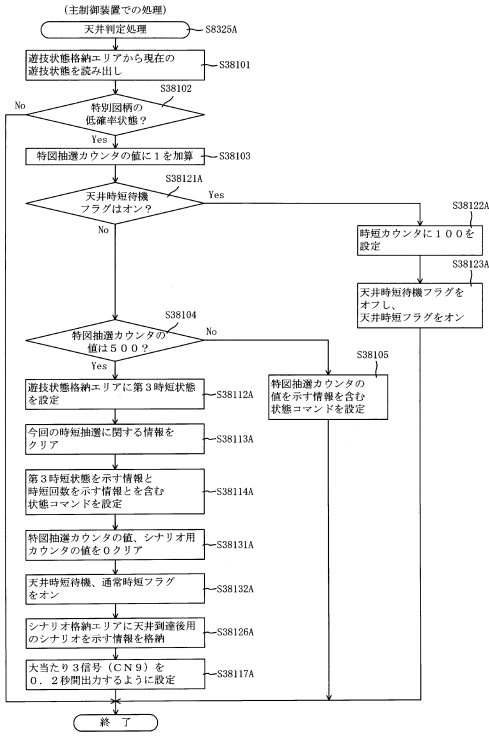 (主制御装置での処理)
天井判定処理
S8325A
遊技状態格納エリアから現在の
遊技状態を読み出し
S38101
S38102
No
特別図柄の
低確率状態？
Yes
特図抽選カウンタの値に１を加算
S38103
S38121A
天井時短待機
フラグはオン？
Yes
No
S38122A
時短カウンタに１００を
設定
S38123A
天井時短待機フラグを
オフし、
天井時短フラグをオン
S38104
特図抽選カウンタの
値は５００？
No
Yes
S38105
特図抽選カウンタの
値を示す情報を含む
状態コマンドを設定
遊技状態格納エリアに第３時短状態
を設定
S38112A
今回の時短抽選に関する情報を
クリア
S38113A
第３時短状態を示す情報と
時短回数を示す情報とを含む
状態コマンドを設定
S38114A
特図抽選カウンタの値、シナリオ用
カウンタの値を０クリア
S38131A
天井時短待機、通常時短フラグ
をオン
S38132A
シナリオ格納エリアに天井到達後用
のシナリオを示す情報を格納
S38126A
大当たり３信号（ＣＮ９）を
０．２秒間出力するように設定
S38117A
終 了